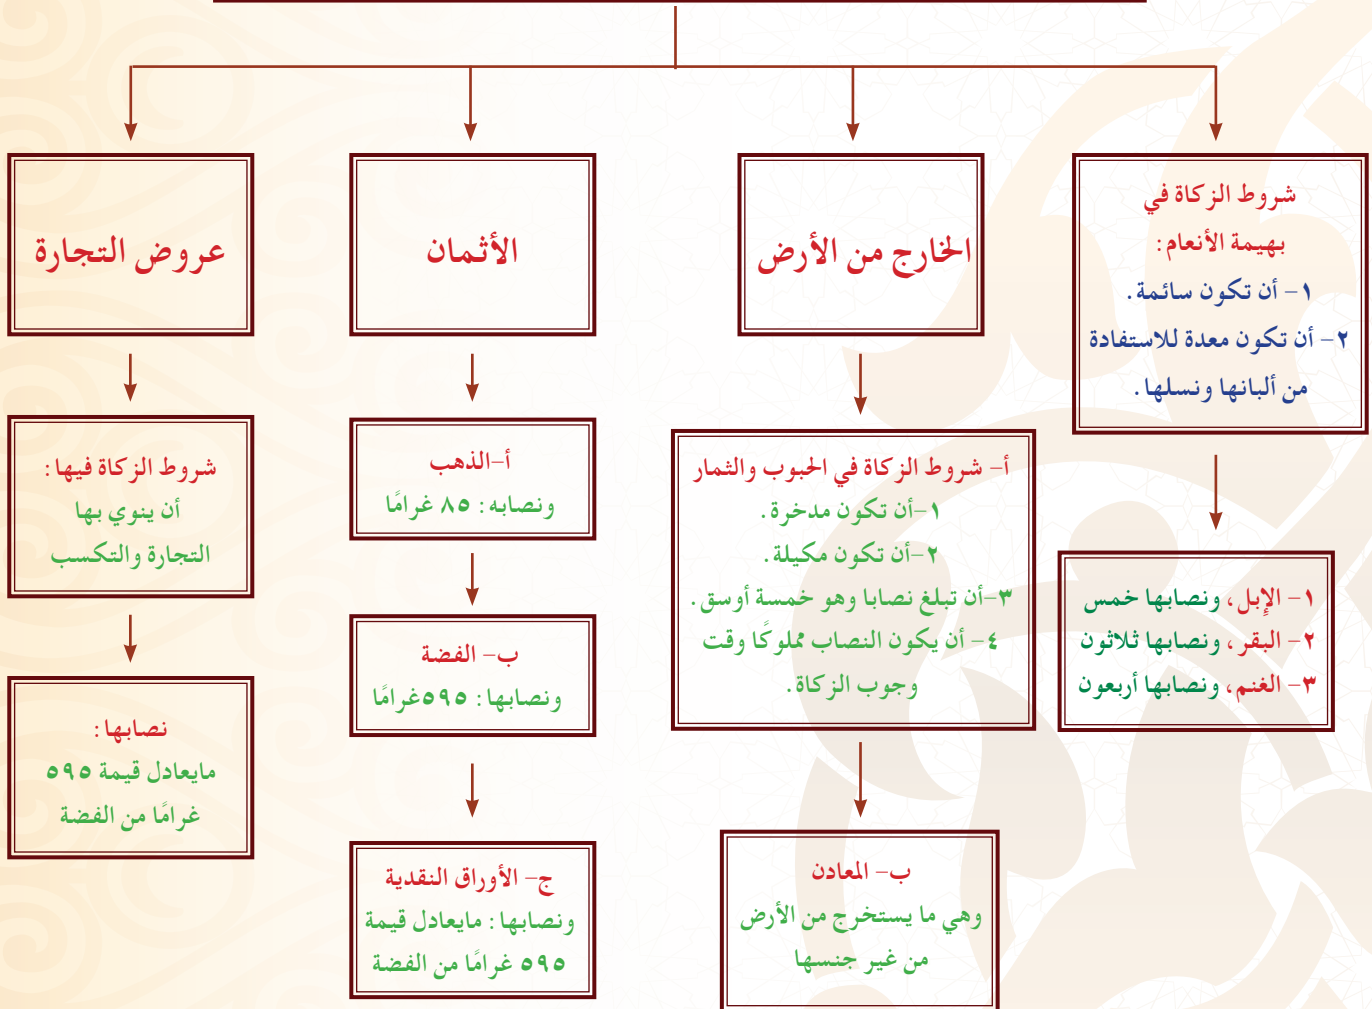 شروط الزكاة في
بهيمة الأنعام:
١- أن تكون سائمة.
٢- أن تكون معدة للاستفادة
من ألبانها ونسلها.
١- الإبل، ونصابها خمس
٢- البقر، ونصابها ثلاثون
٣- الغنم، ونصابها أربعون
الخارج من الأرض
أ- شروط الزكاة في الحبوب والثمار
١-أن تكون مدخرة.
٢-أن تكون مكيلة.
٣-أن تبلغ نصابا وهو خمسة أوسق.
٤- أن يكون النصاب مملوكًا وقت
وجوب الزكاة.
ب- المعادن
وهي ما يستخرج من الأرض
من غير جنسها
الأثمان
أ-الذهب
ونصابه: ٨٥ غرامًا
ب- الفضة
ونصابها: ٥٩٥غرامًا
ج- الأوراق النقدية
ونصابها: مايعادل قيمة
٥٩٥ غرامًا من الفضة
عروض التجارة
شروط الزكاة فيها:
أن ينوي بها
التجارة والتكسب
نصابها:
مايعادل قيمة ٥٩٥
غرامًا من الفضة